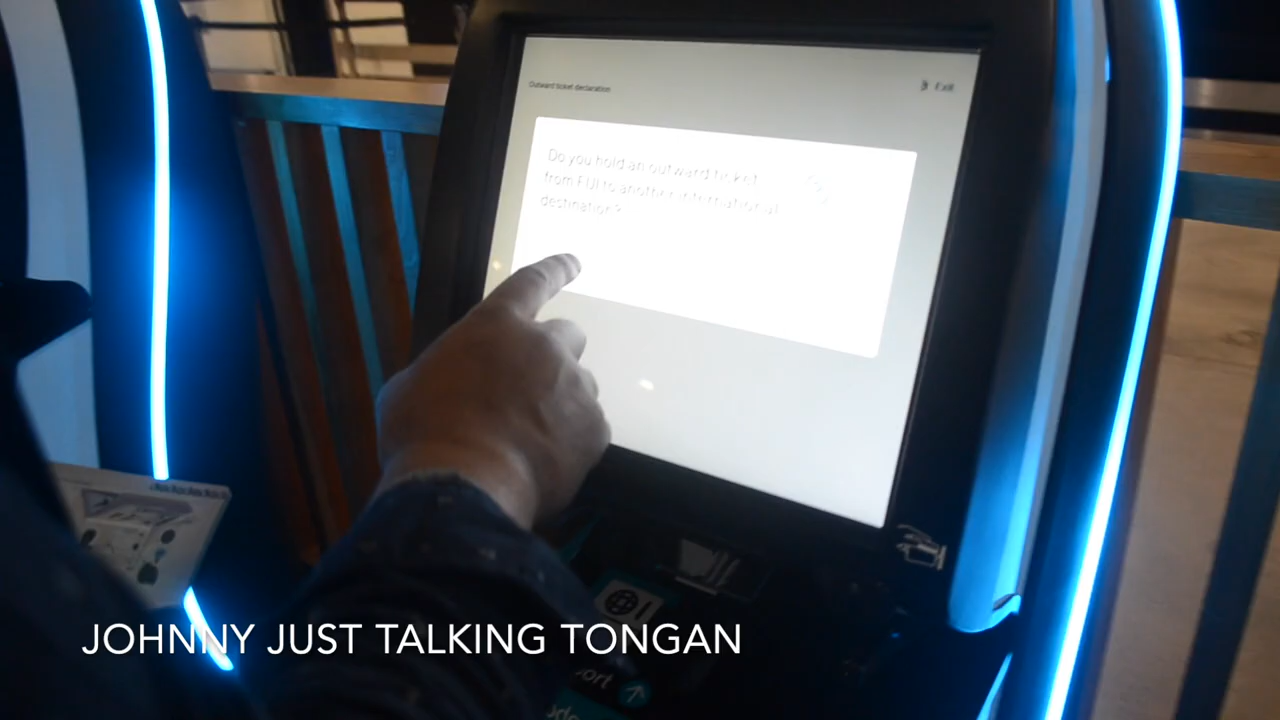 Outward ticket declaration
Exit
Do you hold an outward ticket
from FIJI to another international
destination?
JOHNNY JUST TALKING TONGAN